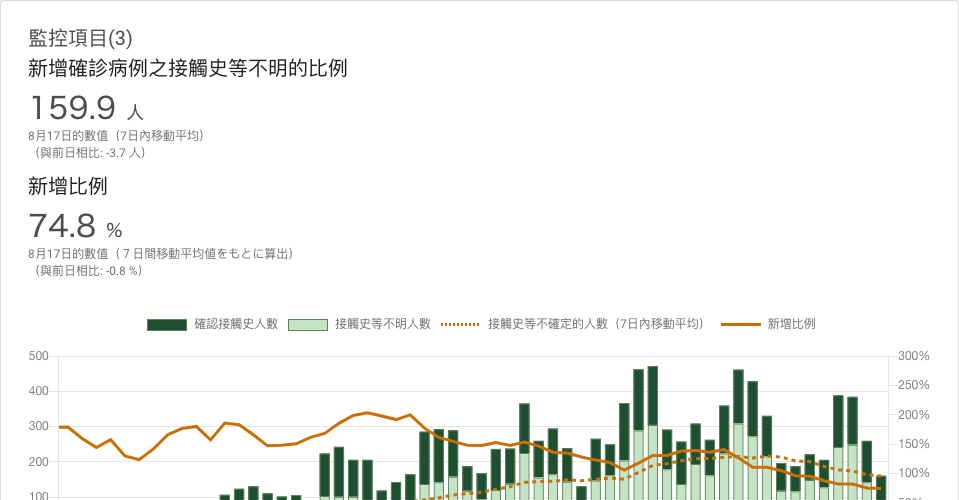 監控項目(3)
新增確診病例之接觸史等不明的比例
159.9 人
8月17日的數值（7日內移動平均）
（與前日相比: -3.7 人）
新增比例
74.8 %
8月17日的數值（７日間移動平均値をもとに算出）
（與前日相比: -0.8 %）
確認接觸史人數 接觸史等不明人數 接觸史等不確定的人數（7日內移動平均） 新增比例
500 300%
250%
400
200%
300
150%
200
100%
100